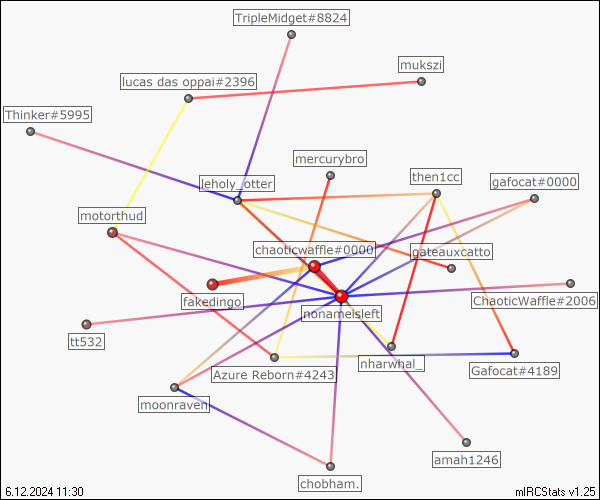 TripleMidget#8824
mukszi
lucas das oppai#2396
Thinker#5995
mercurybro
then1cc
leholy_otter
gafocat#0000
motorthud
chaoticwaffle#0000
gateauxcatto
fakedingo
ChaoticWaffle#2006
nonameisleft
tt532
nharwhal_
Azure Reborn#4243
Gafocat#4189
moonraven
amah1246
chobham.
6.12.2024 11:30
mIRCStats v1.25